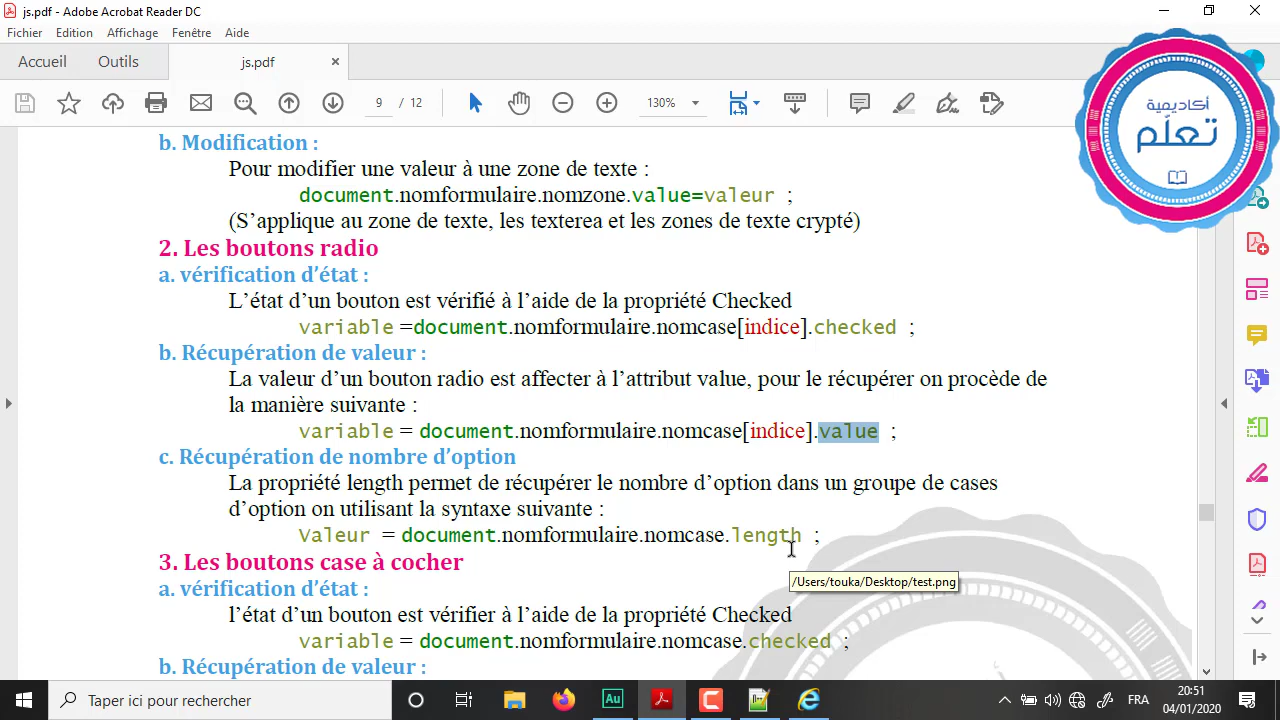 js.pdf - Adobe Acrobat Reader DC
Fichier Edition Affichage Fenêtre Aide
Accueil Outils js.pdf ×
9 / 12 130%
أكاديمية
تعلّم
b. Modification :
Pour modifier une valeur à une zone de texte :
document.nomformulaire.nomzone.value=valeur ;
(S’applique au zone de texte, les texterea et les zones de texte crypté)
2. Les boutons radio
a. vérification d’état :
L’état d’un bouton est vérifié à l’aide de la propriété Checked
variable =document.nomformulaire.nomcase[indice].checked ;
b. Récupération de valeur :
La valeur d’un bouton radio est affecter à l’attribut value, pour le récupérer on procède de
la manière suivante :
variable = document.nomformulaire.nomcase[indice].value ;
c. Récupération de nombre d’option
La propriété length permet de récupérer le nombre d’option dans un groupe de cases
d’option on utilisant la syntaxe suivante :
Valeur = document.nomformulaire.nomcase.length ;
/Users/touka/Desktop/test.png
3. Les boutons case à cocher
a. vérification d’état :
l’état d’un bouton est vérifier à l’aide de la propriété Checked
variable = document.nomformulaire.nomcase.checked ;
b. Récupération de valeur :
Taper ici pour rechercher
Au
FRA
20:51
04/01/2020